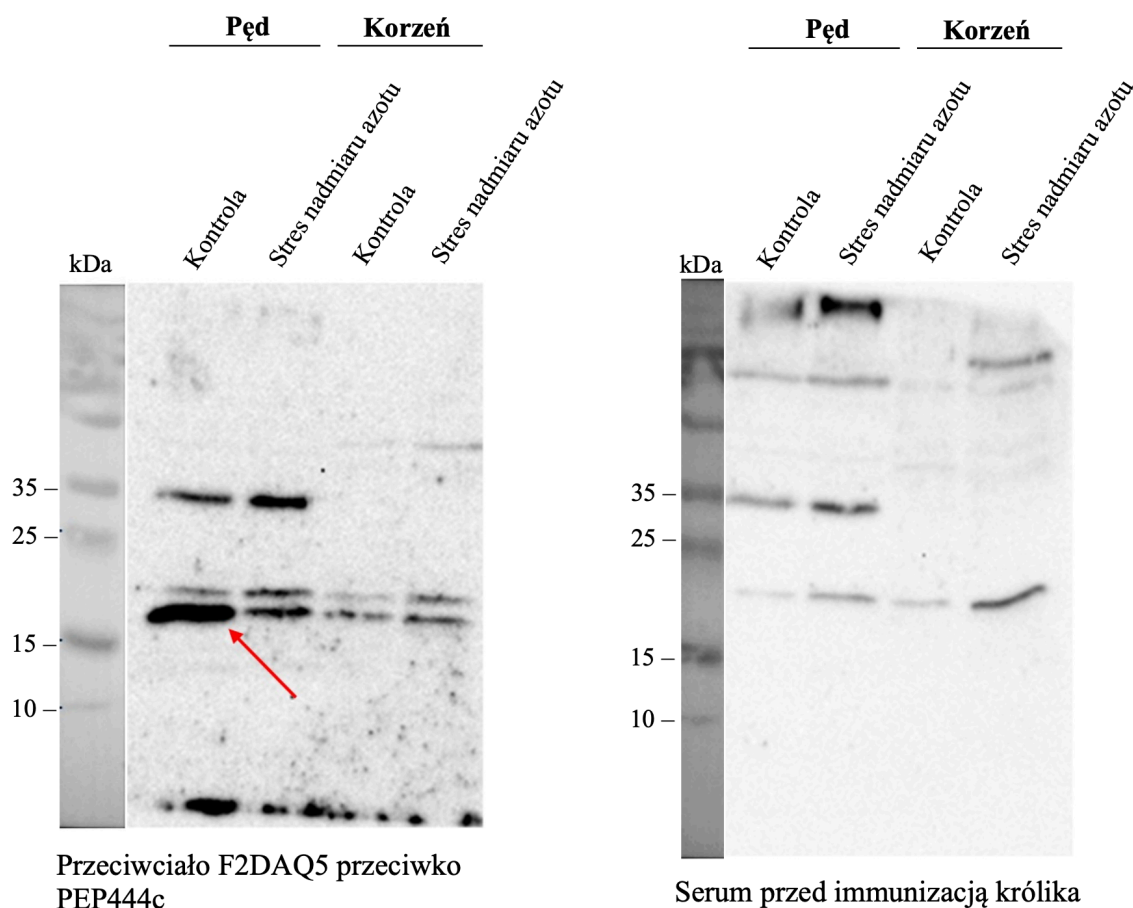 Pęd
Korzeń
Kontrola
Stres nadmiaru azotu
Kontrola
Stres nadmiaru azotu
kDa
35
25
15
10
Przeciwciało F2DAQ5 przeciwko
PEP444c
Pęd
Korzeń
Kontrola
Stres nadmiaru azotu
Kontrola
Stres nadmiaru azotu
kDa
35
25
15
10
Serum przed immunizacją królika